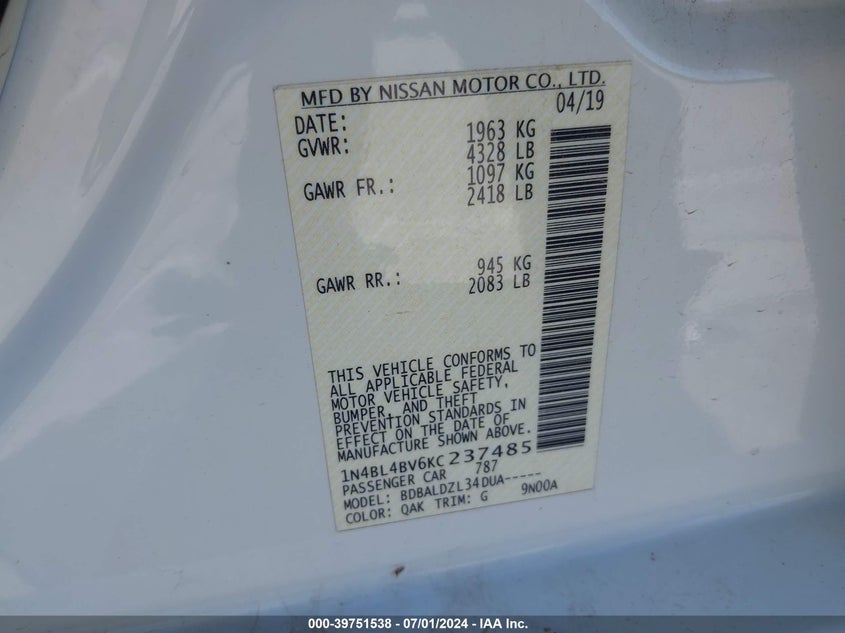 MFD BY NISSAN MOTOR CO., LTD.
DATE: 04/19
GVWR: 1963 KG
4328 LB
GAWR FR.: 1097 KG
2418 LB
GAWR RR.: 945 KG
2083 LB
THIS VEHICLE CONFORMS TO
ALL APPLICABLE FEDERAL
MOTOR VEHICLE SAFETY,
BUMPER, AND THEFT
PREVENTION STANDARDS IN
EFFECT ON THE DATE OF
MANUFACTURE SHOWN ABOVE.
1N4BL4BV6KC237485
PASSENGER CAR 787
MODEL: BDBALDZL34DUA-----
COLOR: QAK TRIM: G 9N00A
000-39751538 - 07/01/2024 - IAA Inc.